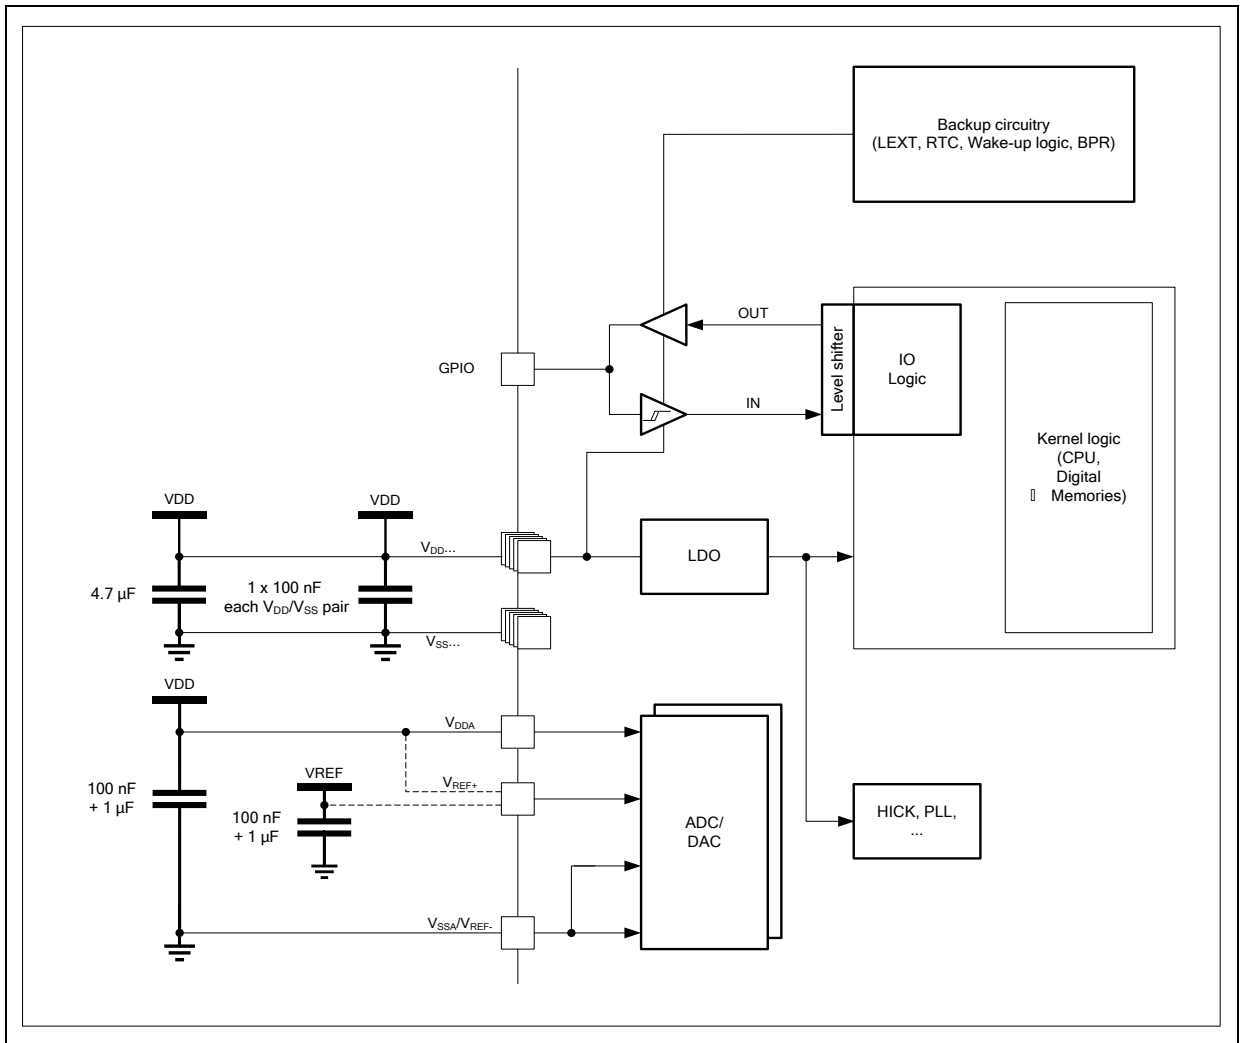 Backup circuitry
(LEXT, RTC, Wake-up logic, BPR)
OUT
GPIO
Level shifter
IO
Logic
IN
Kernel logic
(CPU,
Digital
▯ Memories)
VDD
VDD
VDD...
LDO
4.7 µF
1 x 100 nF
each VDD/VSS pair
VSS...
VDD
VDDA
VREF
VREF+
100 nF
+ 1 µF
100 nF
+ 1 µF
ADC/
DAC
HICK, PLL,
...
VSSA/VREF-